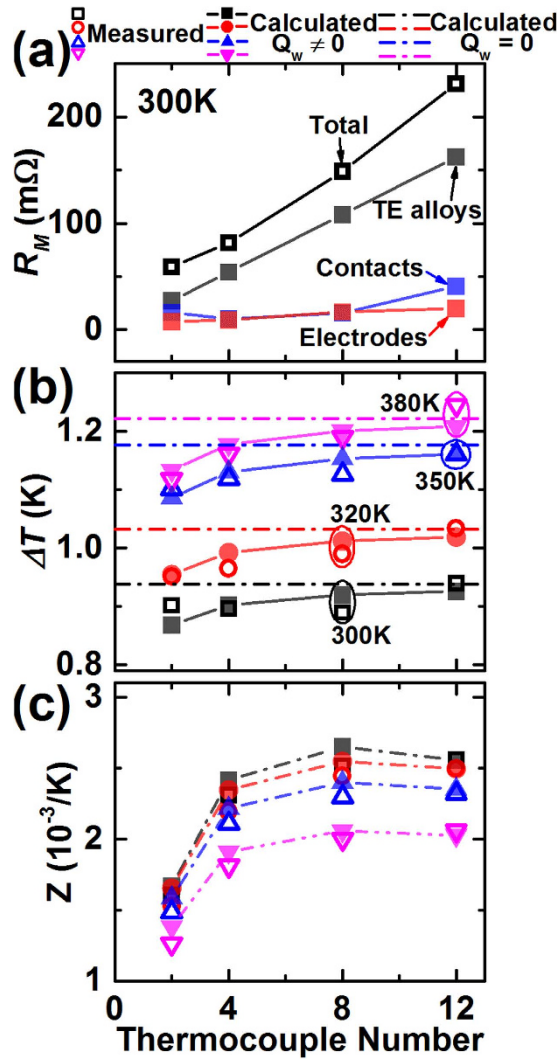 Measured Calculated Calculated
Q_w ≠ 0 Q_w = 0
(a)
300K
Total
TE alloys
Contacts
Electrodes
R_M (mΩ)
200
100
0
(b)
380K
350K
320K
300K
ΔT (K)
1.2
1.0
0.8
(c)
Z (10⁻³/K)
3
2
1
0 4 8 12
Thermocouple Number